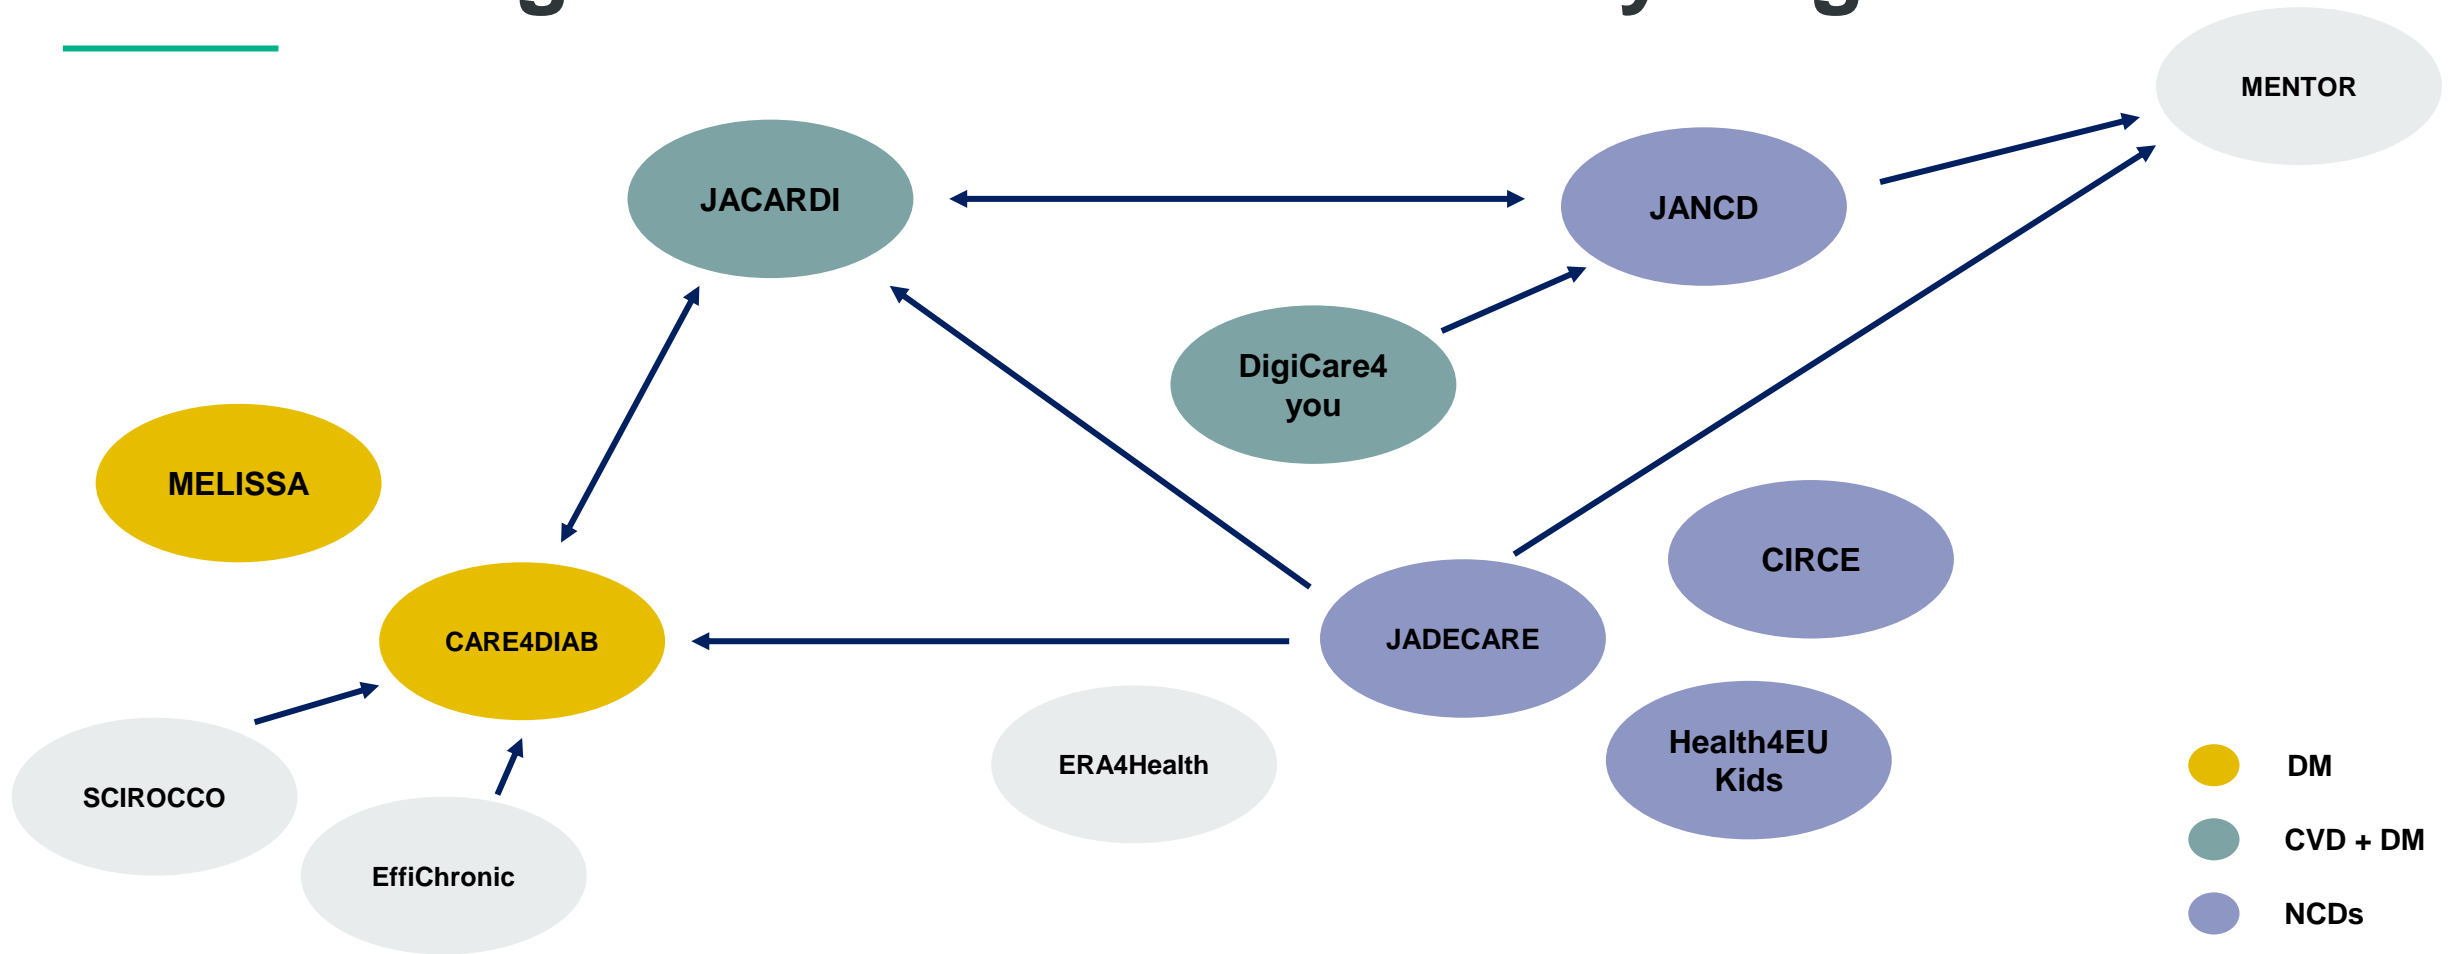 MENTOR
JACARDI
JANCD
DigiCare4
you
MELISSA
CIRCE
CARE4DIAB
JADECARE
Health4EU
Kids
ERA4Health
SCIROCCO
EffiChronic
DM
CVD + DM
NCDs